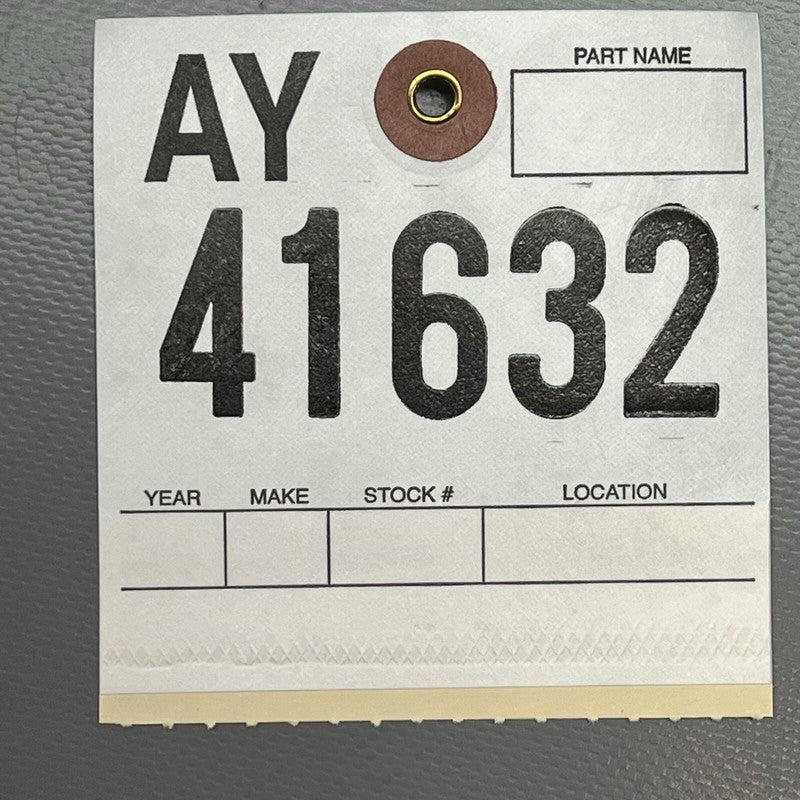 AY
PART NAME
41632
YEAR MAKE STOCK # LOCATION